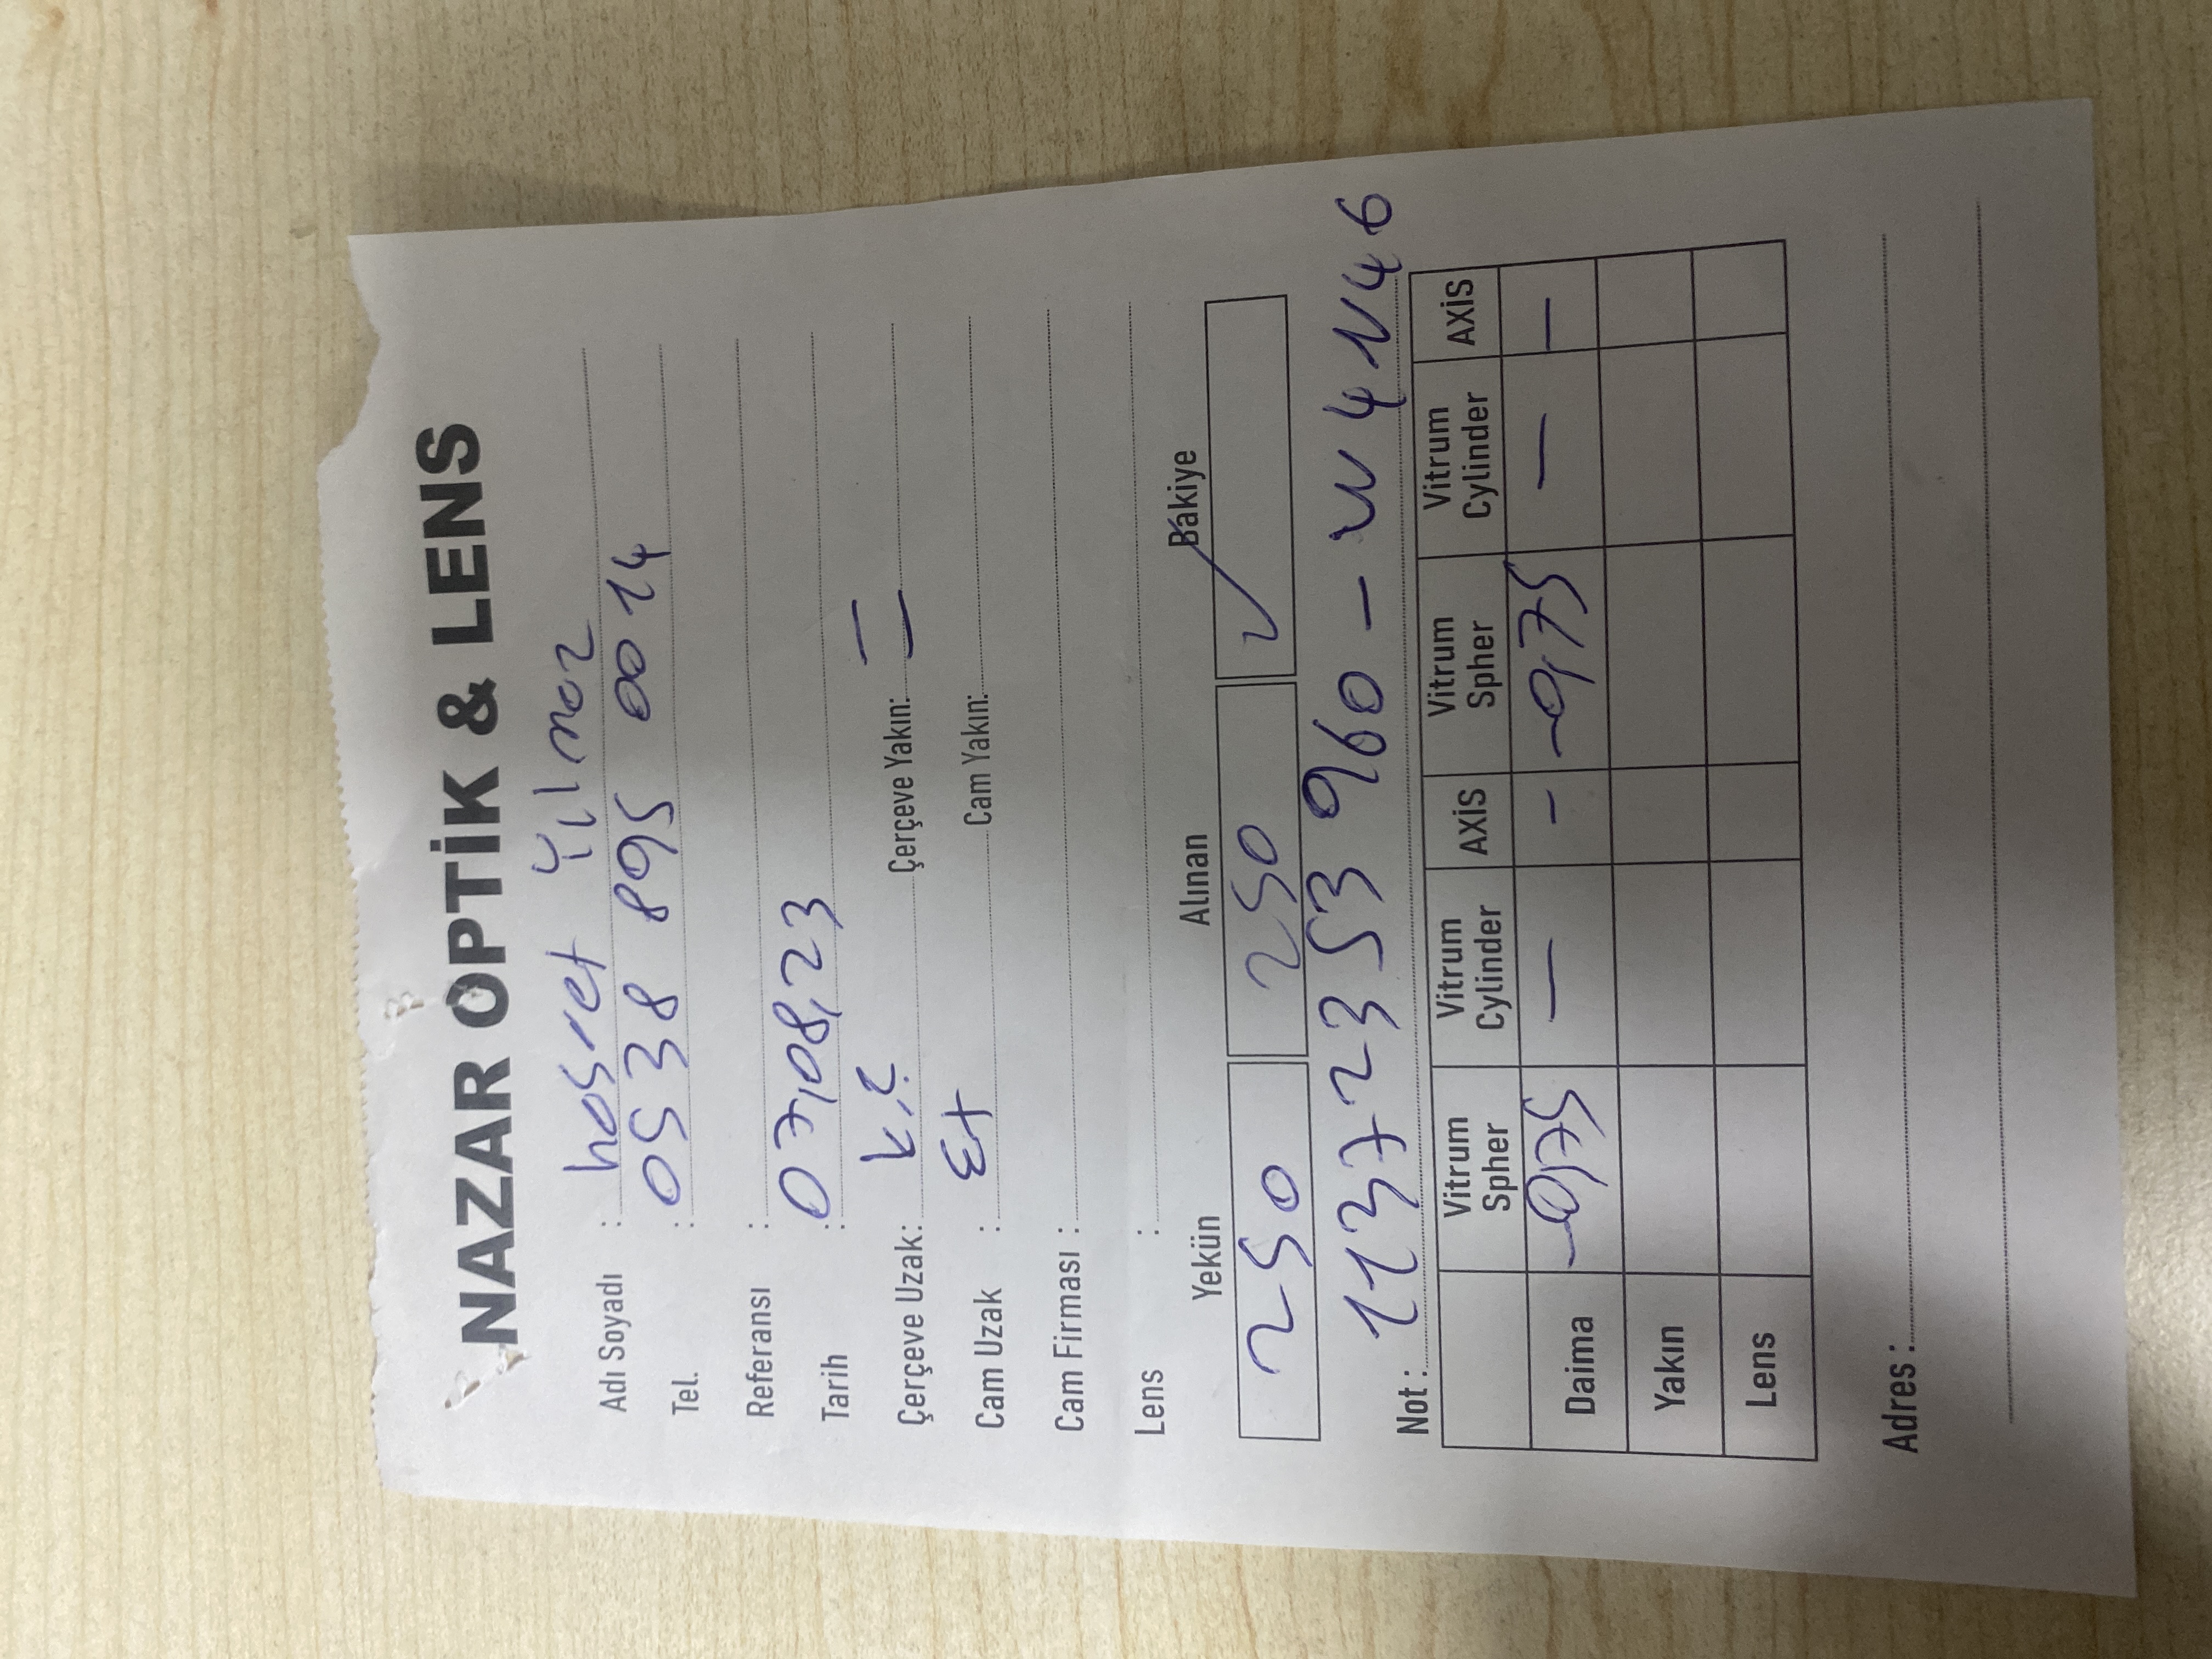 NAZAR OPTİK & LENS
Adı Soyadı : hasret Yılmaz
Tel. : 0538 895 00 14
Referansı :
Tarih : 07,08,23
Çerçeve Uzak: K.Ç Çerçeve Yakın: =
Cam Uzak : Ex Cam Yakın:
Cam Firması :
Lens :
Yekün Alınan Bakiye
250 250 ✓
Not : 11372353960 - W4N46
Vitrum Spher Vitrum Cylinder AXİS Vitrum Spher Vitrum Cylinder AXİS
Daima -0,75 — - -0,75 — —
Yakın
Lens
Adres :